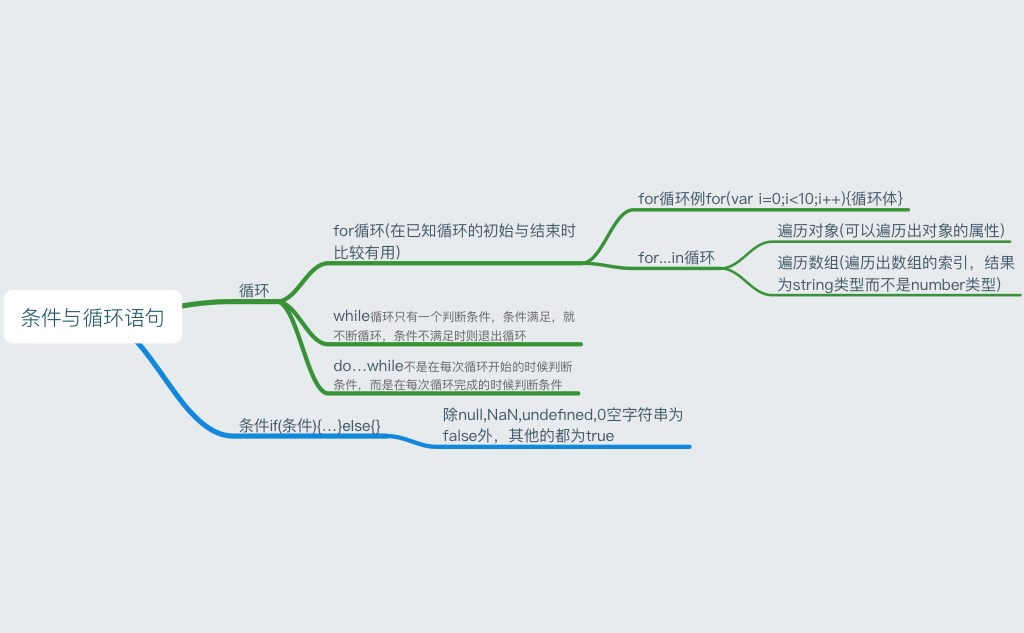 条件与循环语句
循环
for循环(在已知循环的初始与结束时
比较有用)
for循环例for(var i=0;i<10;i++){循环体}
for...in循环
遍历对象(可以遍历出对象的属性)
遍历数组(遍历出数组的索引，结果
为string类型而不是number类型)
while循环只有一个判断条件，条件满足，就
不断循环，条件不满足时则退出循环
do...while不是在每次循环开始的时候判断
条件，而是在每次循环完成的时候判断条件
条件if(条件){...}else{}
除null,NaN,undefined,0空字符串为
false外，其他的都为true